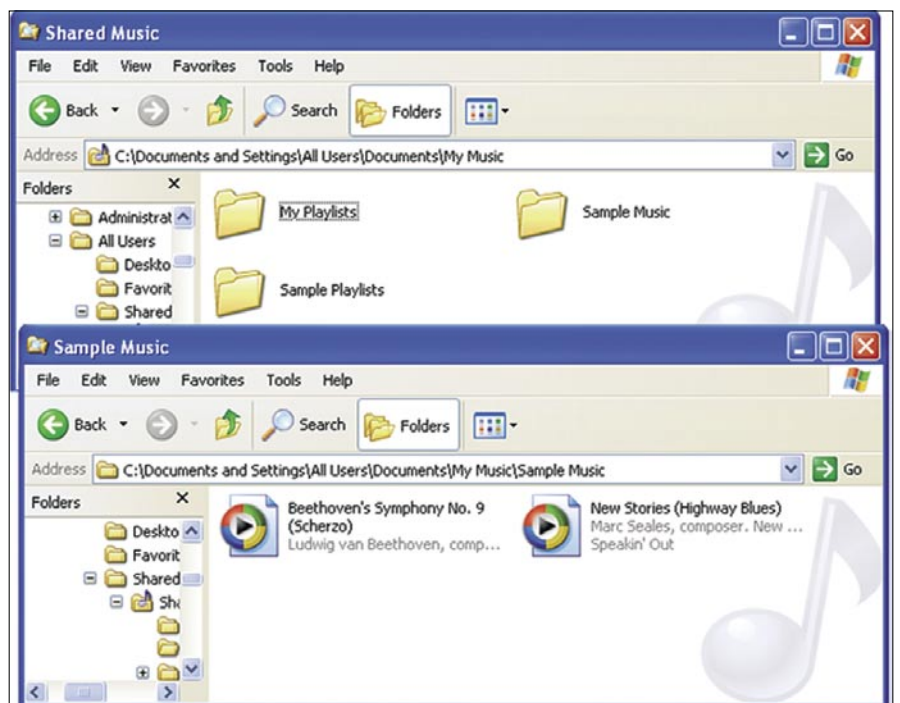 Shared Music
File Edit View Favorites Tools Help
Back Search Folders
Address C:\Documents and Settings\All Users\Documents\My Music Go
Folders
Administrat
All Users
Deskto
Favorit
Shared
My Playlists Sample Music
Sample Playlists
Sample Music
File Edit View Favorites Tools Help
Back Search Folders
Address C:\Documents and Settings\All Users\Documents\My Music\Sample Music Go
Folders
Deskto
Favorit
Shared
Sha
Beethoven's Symphony No. 9
(Scherzo)
Ludwig van Beethoven, comp...
New Stories (Highway Blues)
Marc Seales, composer. New ...
Speakin' Out